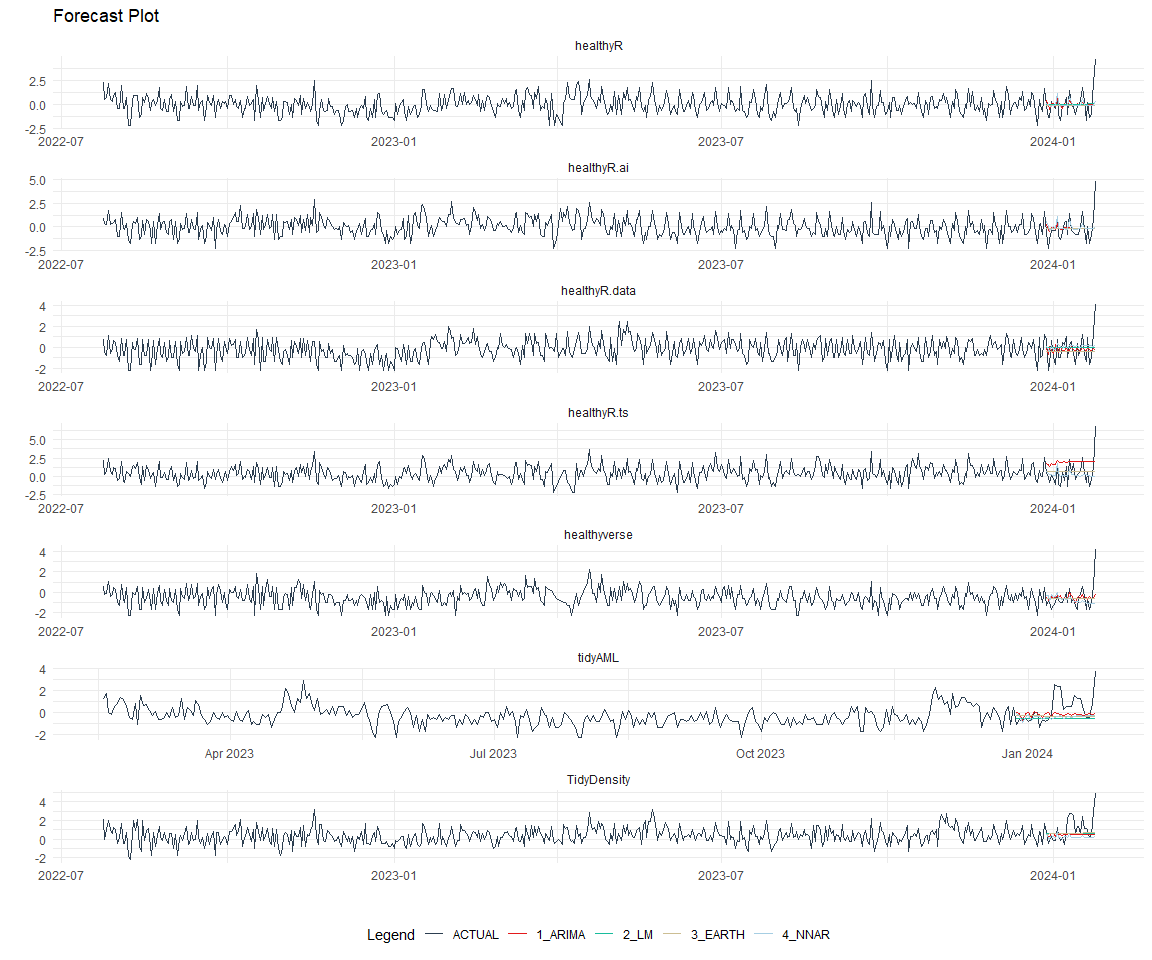 Forecast Plot
healthyR
2.5
0.0
-2.5
2022-07 2023-01 2023-07 2024-01
healthyR.ai
5.0
2.5
0.0
-2.5
2022-07 2023-01 2023-07 2024-01
healthyR.data
4
2
0
-2
2022-07 2023-01 2023-07 2024-01
healthyR.ts
5.0
2.5
0.0
-2.5
2022-07 2023-01 2023-07 2024-01
healthyverse
4
2
0
-2
2022-07 2023-01 2023-07 2024-01
tidyAML
4
2
0
-2
Apr 2023 Jul 2023 Oct 2023 Jan 2024
TidyDensity
4
2
0
-2
2022-07 2023-01 2023-07 2024-01
Legend ACTUAL 1_ARIMA 2_LM 3_EARTH 4_NNAR